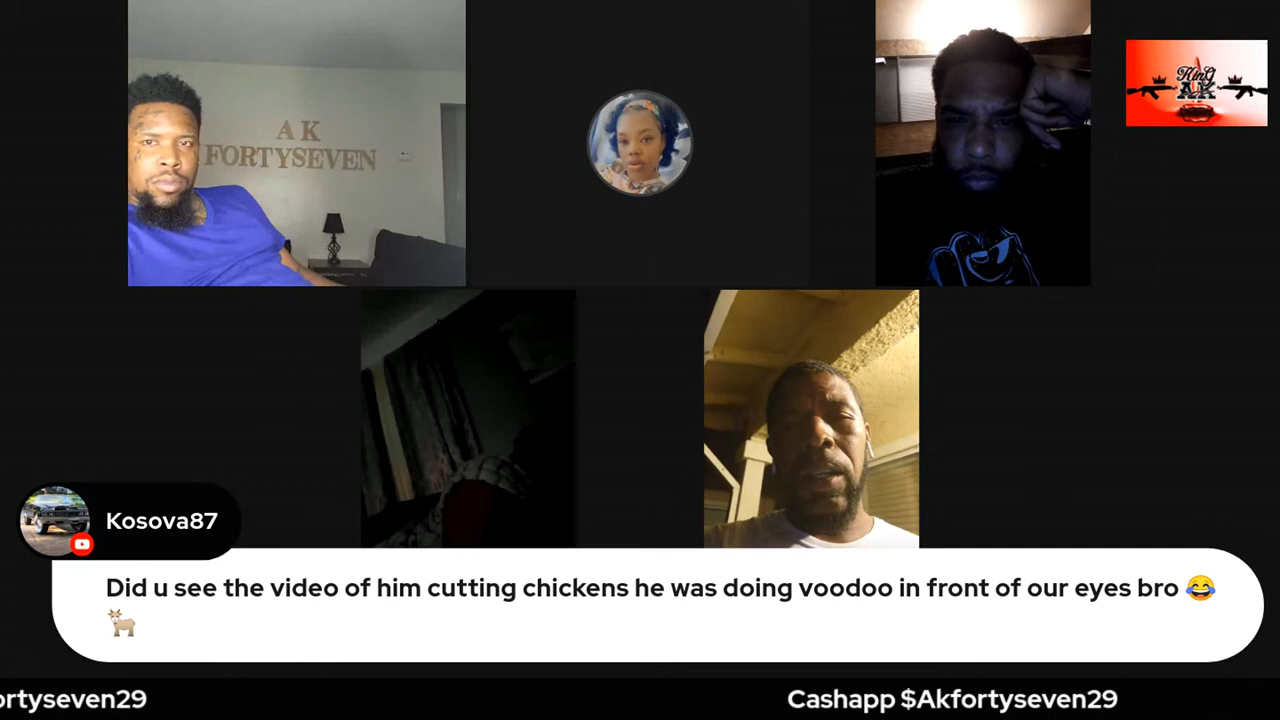 A K
FORTYSEVEN
KinG
AK
Kosova87
Did u see the video of him cutting chickens he was doing voodoo in front of our eyes bro 😂
🐐
ortyseven29
Cashapp $Akfortyseven29